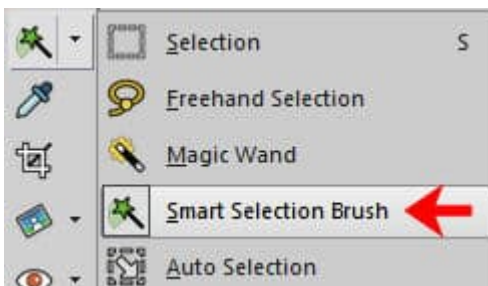 Selection S
Freehand Selection
Magic Wand
Smart Selection Brush
Auto Selection